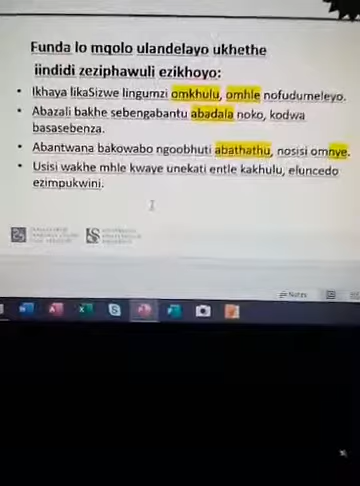 Funda lo mqolo ulandelayo ukhethe
iindidi zeziphawuli ezikhoyo:
• Ikhaya likaSizwe lingumzi omkhulu, omhle nofudumeleyo.
• Abazali bakhe sebengabantu abadala noko, kodwa
basasebenza.
• Abantwana bakowabo ngoobhuti abathathu, nosisi omnye.
• Usisi wakhe mhle kwaye unekati entle kakhulu, eluncedo
ezimpukwini.
Notes